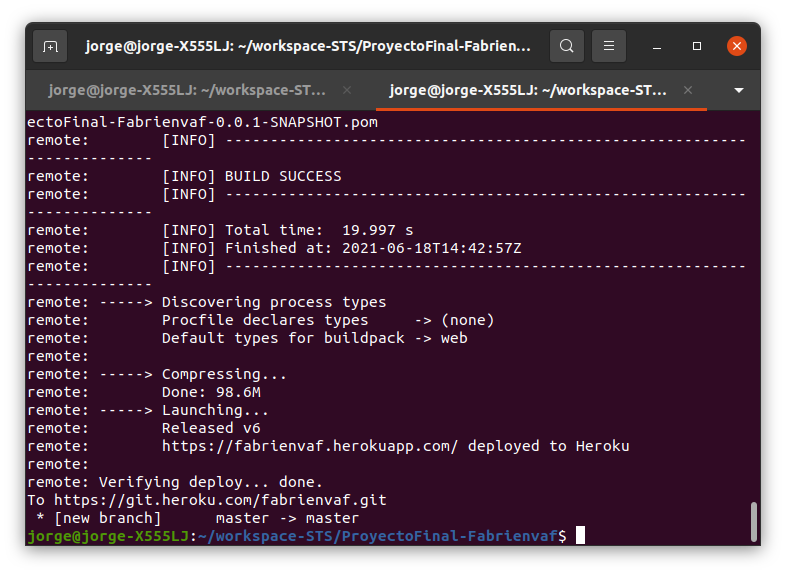 jorge@jorge-X555LJ: ~/workspace-STS/ProyectoFinal-Fabrien...
jorge@jorge-X555LJ: ~/workspace-ST...
jorge@jorge-X555LJ: ~/workspace-ST...
ectoFinal-Fabrienvaf-0.0.1-SNAPSHOT.pom
remote:        [INFO] ----------------------------------------------------------
--------------
remote:        [INFO] BUILD SUCCESS
remote:        [INFO] ----------------------------------------------------------
--------------
remote:        [INFO] Total time:  19.997 s
remote:        [INFO] Finished at: 2021-06-18T14:42:57Z
remote:        [INFO] ----------------------------------------------------------
--------------
remote: -----> Discovering process types
remote:        Procfile declares types     -> (none)
remote:        Default types for buildpack -> web
remote:
remote: -----> Compressing...
remote:        Done: 98.6M
remote: -----> Launching...
remote:        Released v6
remote:        https://fabrienvaf.herokuapp.com/ deployed to Heroku
remote:
remote: Verifying deploy... done.
To https://git.heroku.com/fabrienvaf.git
 * [new branch]      master -> master
jorge@jorge-X555LJ:~/workspace-STS/ProyectoFinal-Fabrienvaf$